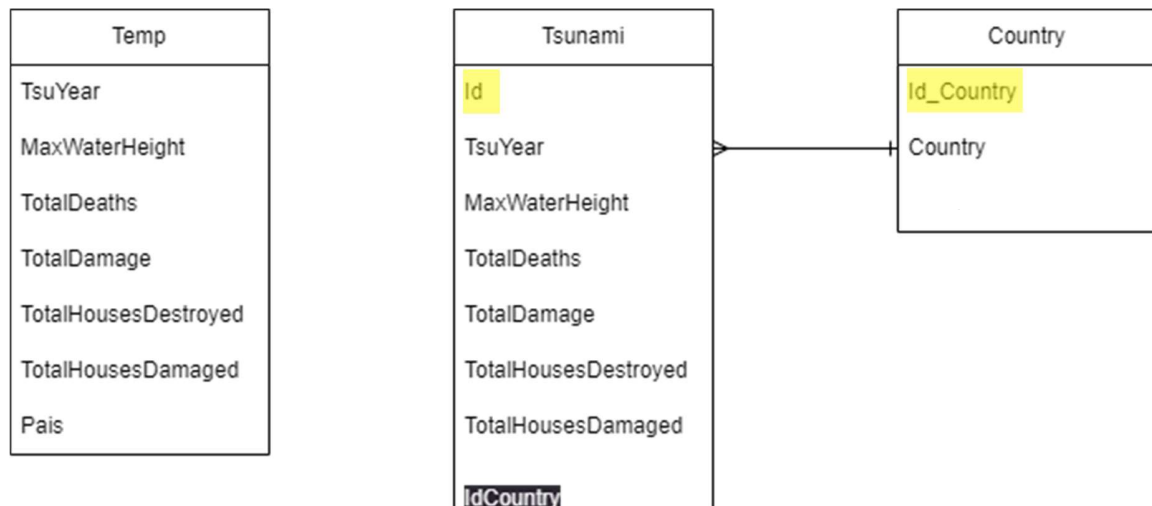 Temp
TsuYear
MaxWaterHeight
TotalDeaths
TotalDamage
TotalHousesDestroyed
TotalHousesDamaged
Pais
Tsunami
Id
TsuYear
MaxWaterHeight
TotalDeaths
TotalDamage
TotalHousesDestroyed
TotalHousesDamaged
IdCountry
Country
Id_Country
Country